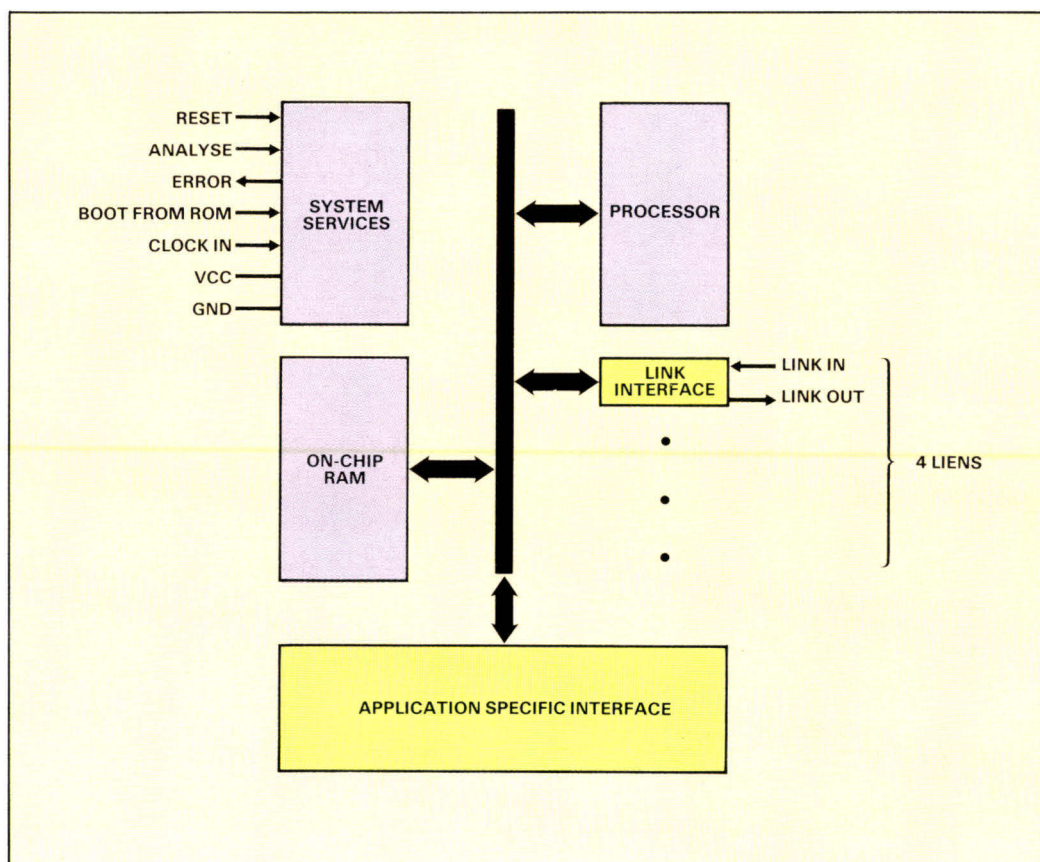 RESET
ANALYSE
ERROR
BOOT FROM ROM
CLOCK IN
VCC
GND
SYSTEM
SERVICES
PROCESSOR
LINK
INTERFACE
LINK IN
LINK OUT
4 LIENS
ON-CHIP
RAM
APPLICATION SPECIFIC INTERFACE